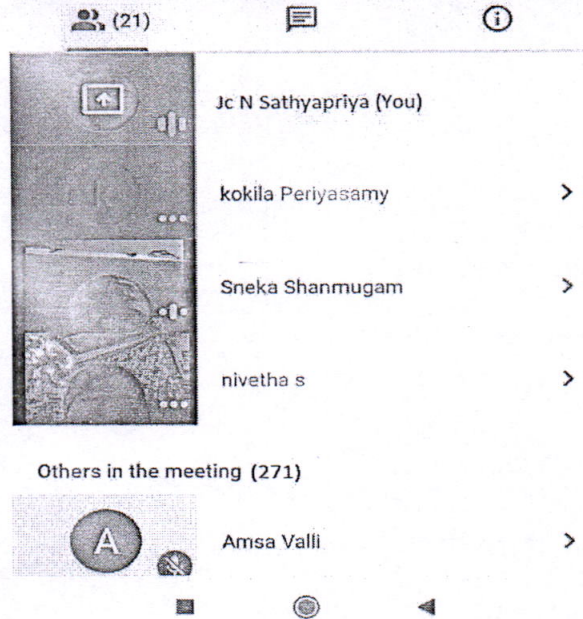 (21)
Jc N Sathyapriya (You)
kokila Periyasamy
Sneka Shanmugam
nivetha s
Others in the meeting (271)
A
Amsa Valli